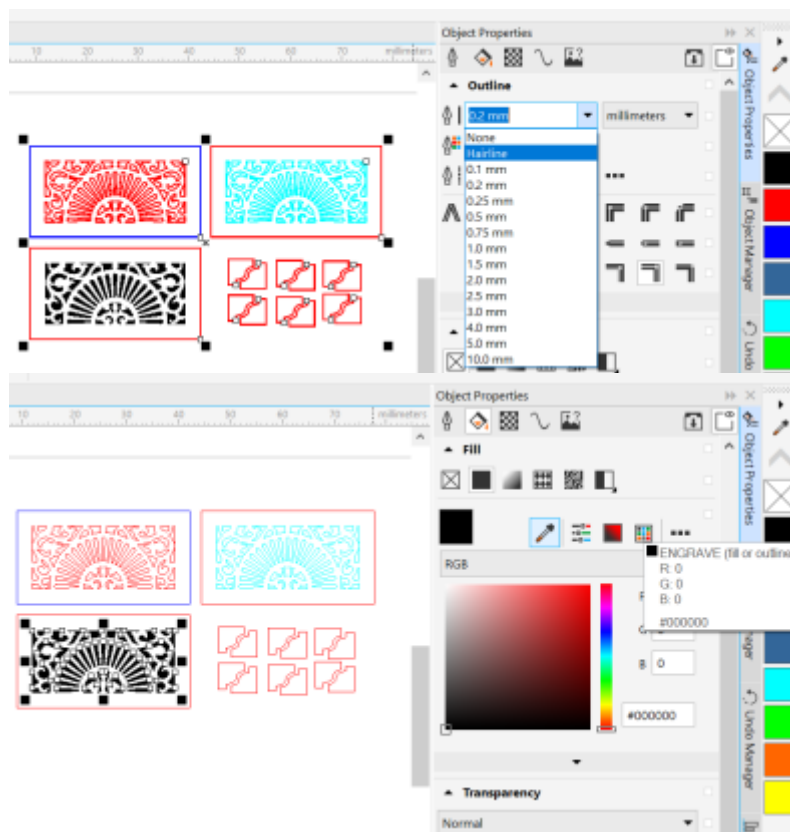 Object Properties
10 20 30 40 50 60 70 millimeters
Outline
0.2 mm
millimeters
None
Hairline
0.1 mm
0.2 mm
0.25 mm
0.5 mm
0.75 mm
1.0 mm
1.5 mm
2.0 mm
2.5 mm
3.0 mm
4.0 mm
5.0 mm
10.0 mm
Object Properties
Object Manager
Undo
Object Properties
10 20 30 40 50 60 70 millimeters
Fill
RGB
ENGRAVE (fill or outline
R: 0
G: 0
B: 0
#000000
B 0
#000000
Transparency
Normal
Object Properties
Undo Manager